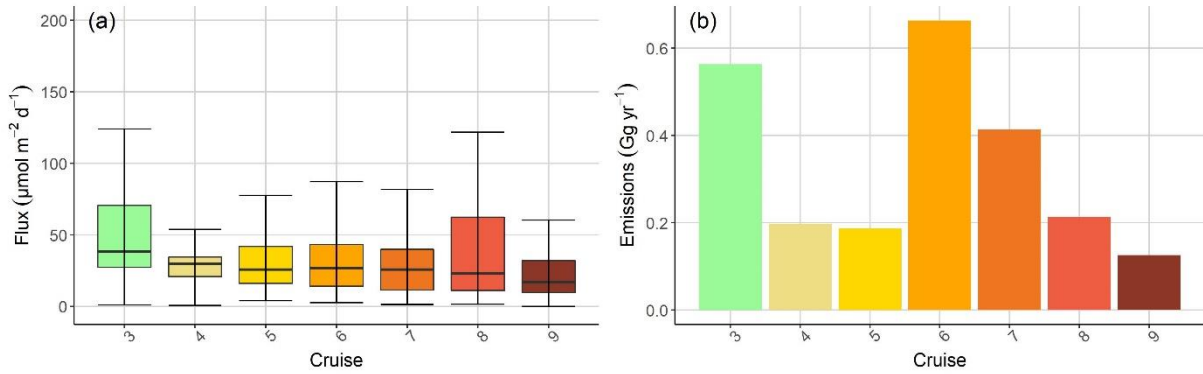 (a)
200
150
100
50
0
Flux (µmol m⁻² d⁻¹)
3 4 5 6 7 8 9
Cruise
(b)
0.6
0.4
0.2
0.0
Emissions (Gg yr⁻¹)
3 4 5 6 7 8 9
Cruise